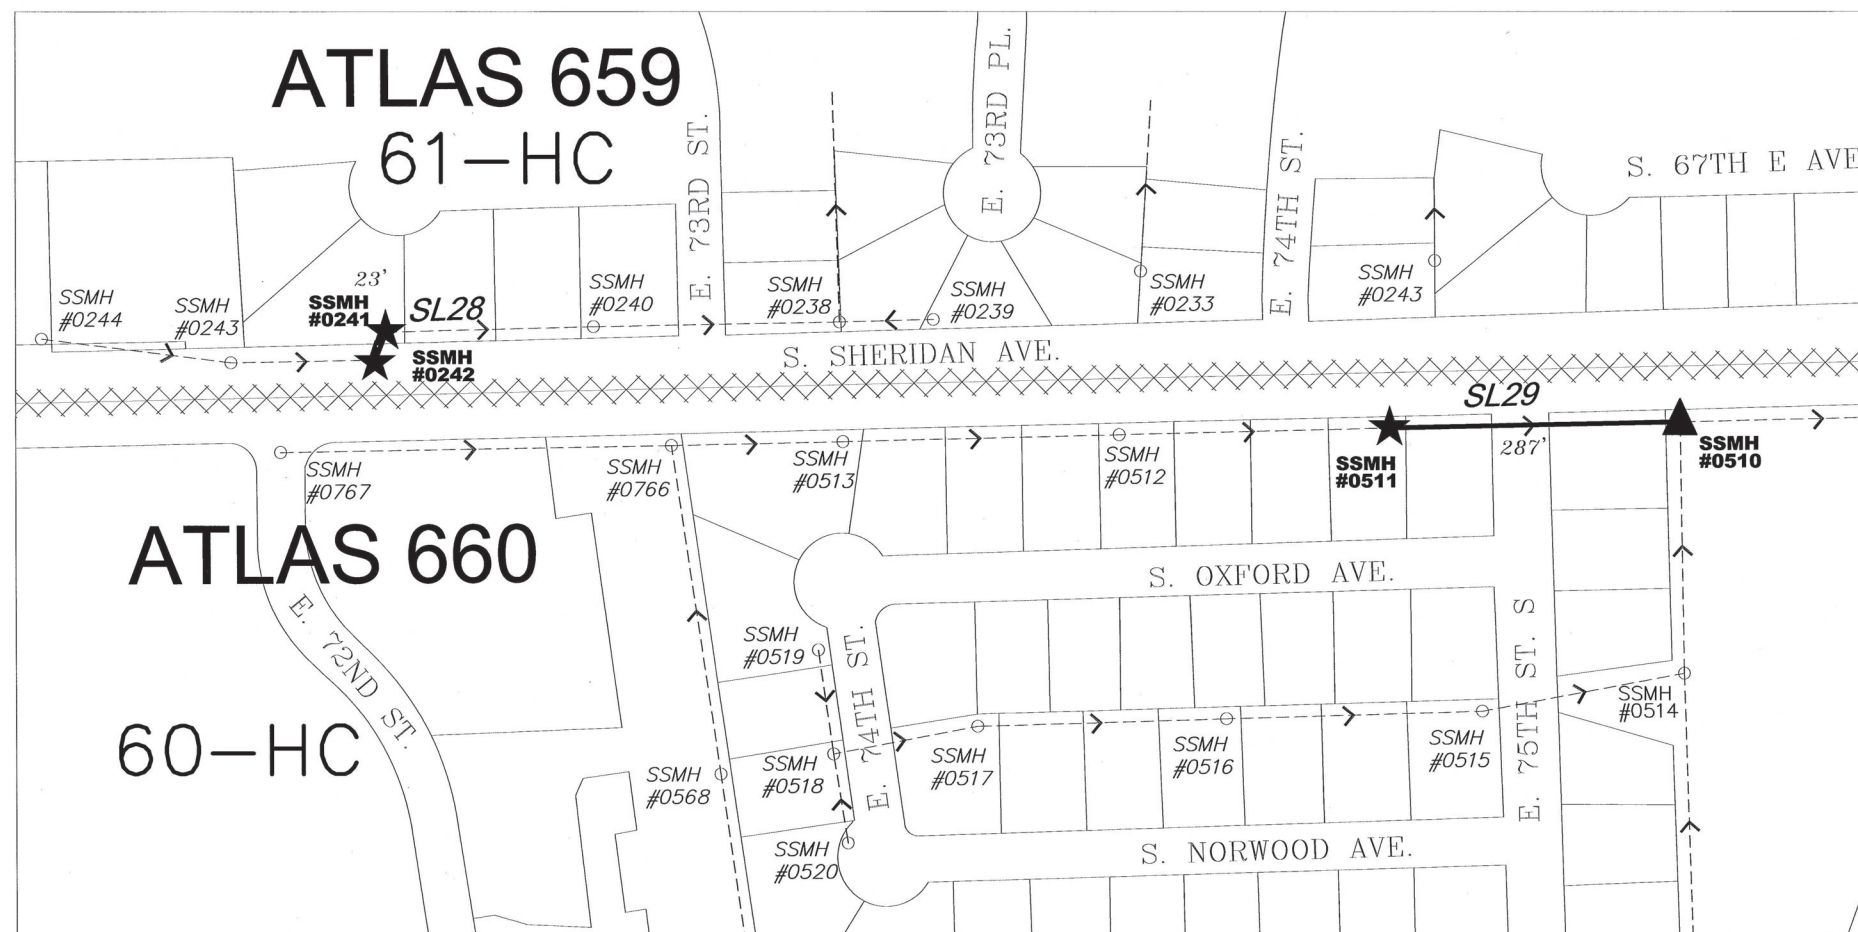 ATLAS 659
61-HC
E. 73RD ST.
E. 73RD PL.
E. 74TH ST.
S. 67TH E AVE
SSMH
#0244
SSMH
#0243
23'
SSMH
#0241
SL28
SSMH
#0240
SSMH
#0238
SSMH
#0239
SSMH
#0233
SSMH
#0243
SSMH
#0242
S. SHERIDAN AVE.
SL29
287'
SSMH
#0767
SSMH
#0766
SSMH
#0513
SSMH
#0512
SSMH
#0511
SSMH
#0510
ATLAS 660
60-HC
E. 72ND ST.
S. OXFORD AVE.
SSMH
#0519
E. 74TH ST.
E. 75TH ST. S
SSMH
#0514
SSMH
#0568
SSMH
#0518
SSMH
#0517
SSMH
#0516
SSMH
#0515
SSMH
#0520
S. NORWOOD AVE.